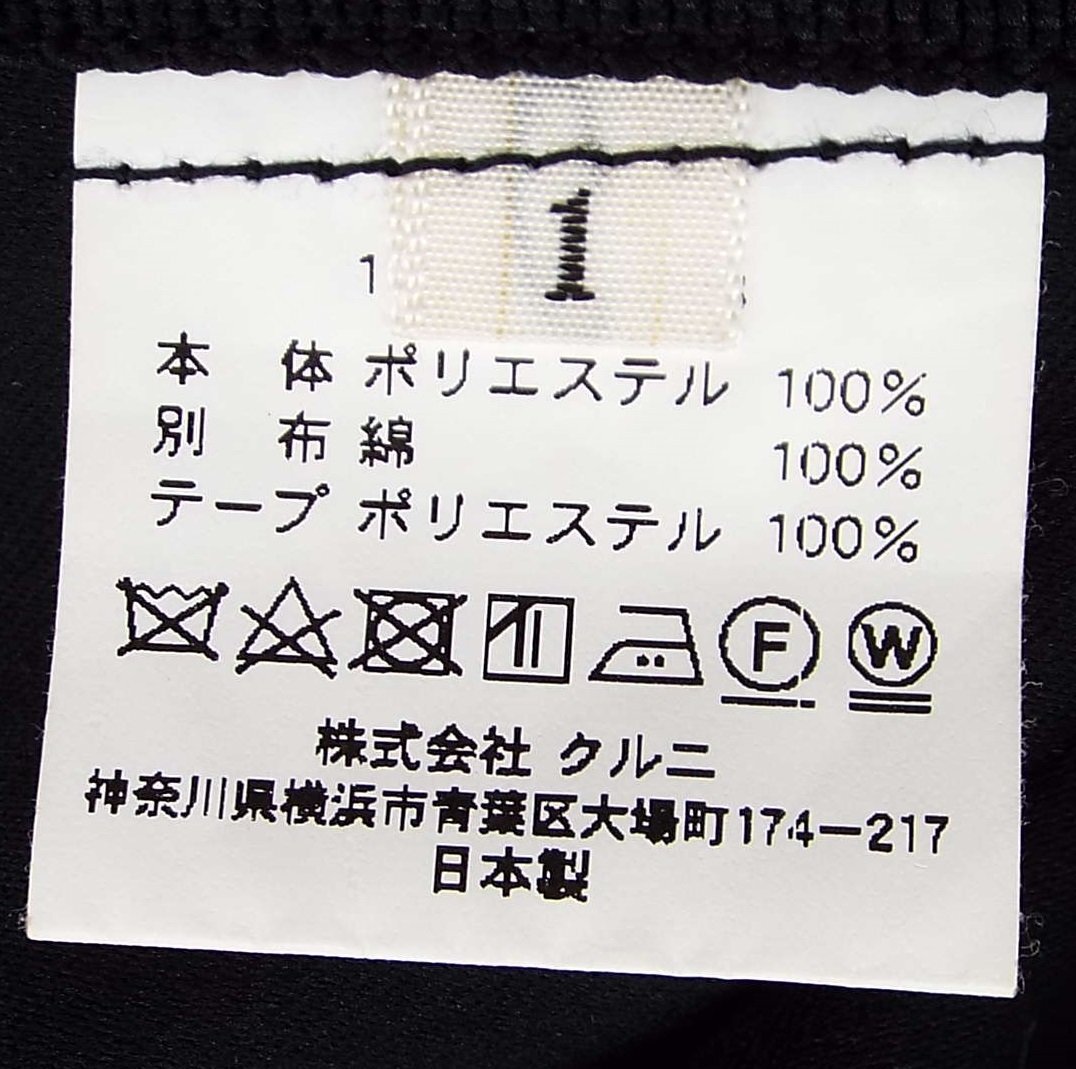 1
1
本体 ポリエステル 100%
別布 綿 100%
テープ ポリエステル 100%
F W
株式会社 クルニ
神奈川県横浜市青葉区大場町174-217
日本製